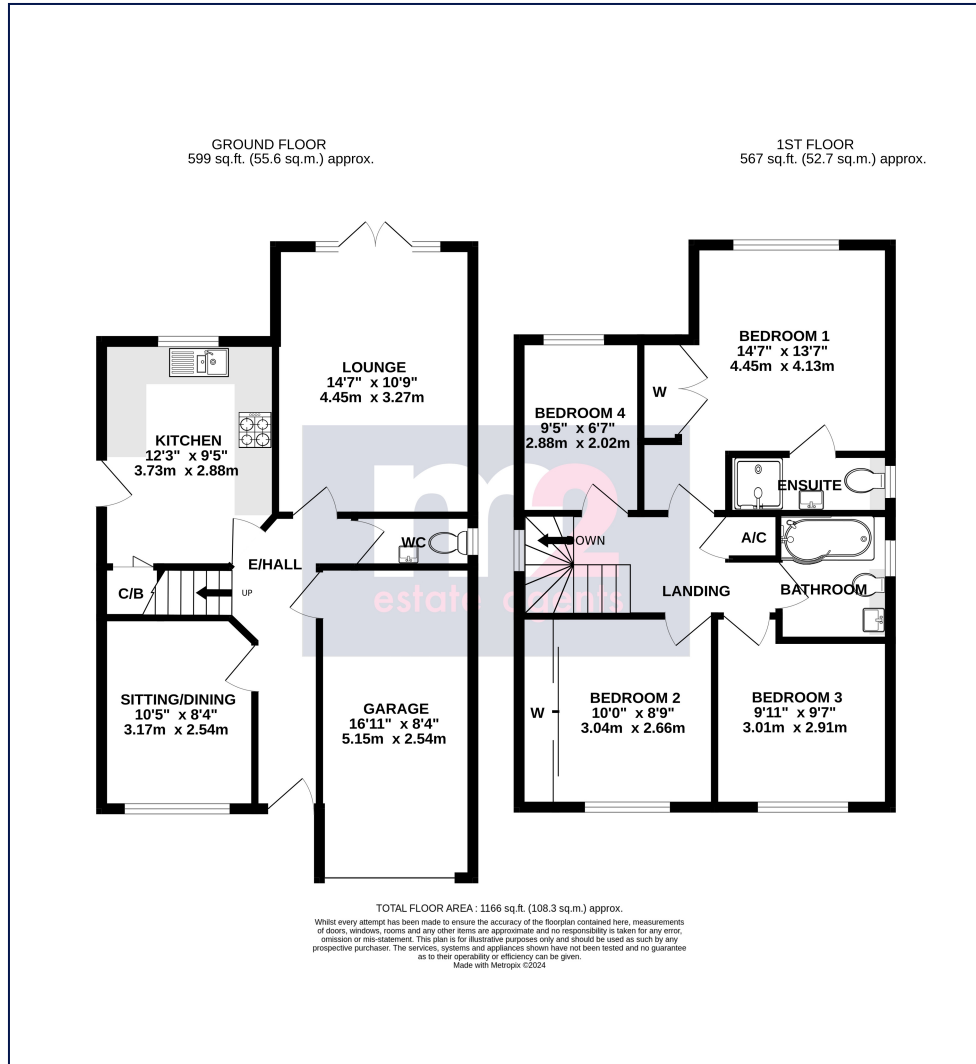 GROUND FLOOR
599 sq.ft. (55.6 sq.m.) approx.
1ST FLOOR
567 sq.ft. (52.7 sq.m.) approx.
LOUNGE
14'7" x 10'9"
4.45m x 3.27m
KITCHEN
12'3" x 9'5"
3.73m x 2.88m
WC
E/HALL
C/B
UP
SITTING/DINING
10'5" x 8'4"
3.17m x 2.54m
GARAGE
16'11" x 8'4"
5.15m x 2.54m
BEDROOM 1
14'7" x 13'7"
4.45m x 4.13m
W
BEDROOM 4
9'5" x 6'7"
2.88m x 2.02m
ENSUITE
A/C
DOWN
LANDING
BATHROOM
BEDROOM 2
10'0" x 8'9"
3.04m x 2.66m
W
BEDROOM 3
9'11" x 9'7"
3.01m x 2.91m
m2
estate agents
TOTAL FLOOR AREA : 1166 sq.ft. (108.3 sq.m.) approx.
Whilst every attempt has been made to ensure the accuracy of the floorplan contained here, measurements
of doors, windows, rooms and any other items are approximate and no responsibility is taken for any error,
omission or mis-statement. This plan is for illustrative purposes only and should be used as such by any
prospective purchaser. The services, systems and appliances shown have not been tested and no guarantee
as to their operability or efficiency can be given.
Made with Metropix ©2024